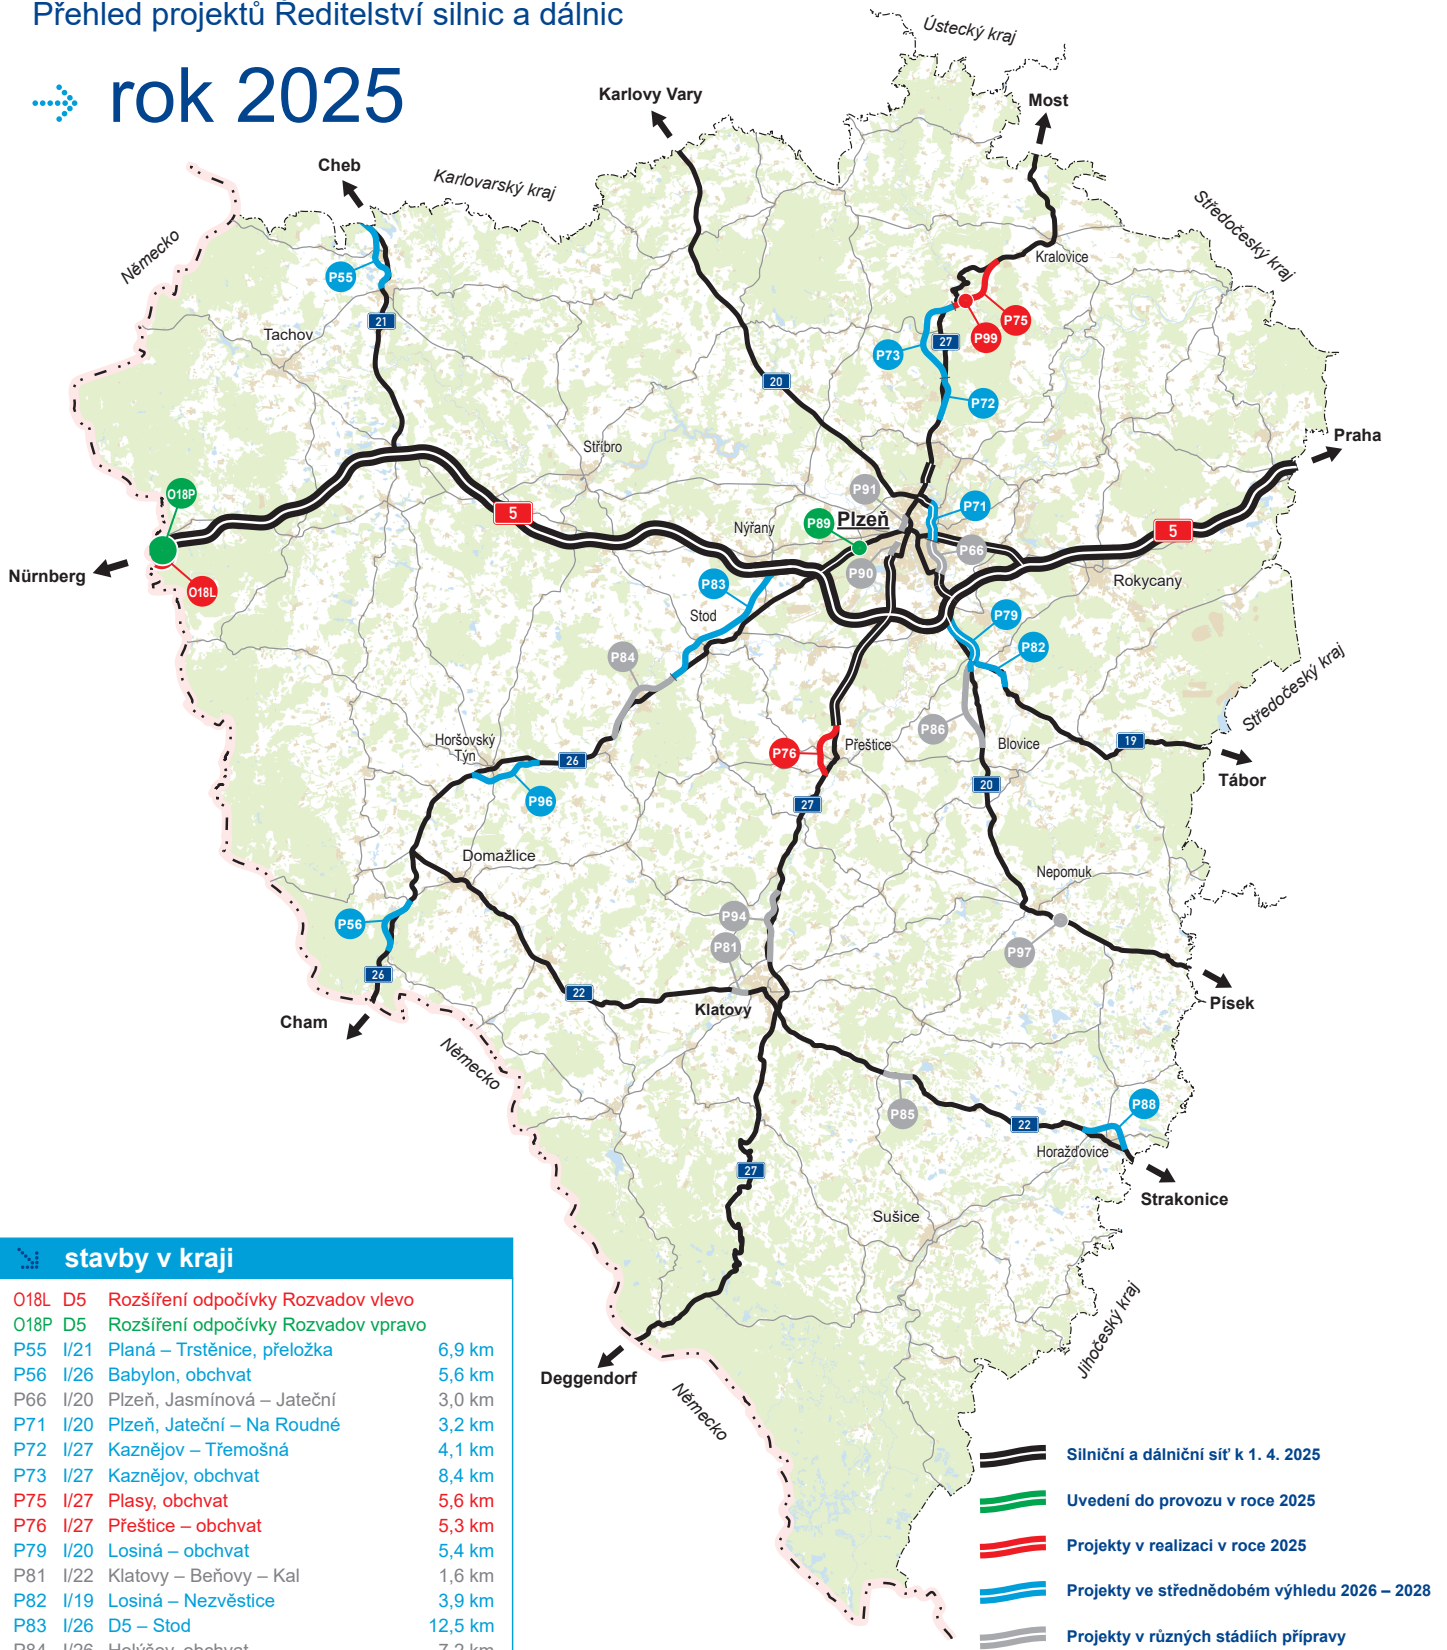 Přehled projektů Ředitelství silnic a dálnic
rok 2025
Ústecký kraj
Karlovy Vary
Most
Cheb
Karlovarský kraj
Středočeský kraj
Německo
Kralovice
P55
P75
P99
21
27
Tachov
P73
20
P72
Praha
Stříbro
O18P
P91
P71
5
P89
Plzeň
Nýřany
5
P66
Nürnberg
P90
Rokycany
O18L
P83
Stod
P79
P82
P84
Středočeský kraj
P86
Horšovský
Týn
P76
Přeštice
Blovice
19
26
Tábor
P96
20
27
Domažlice
Nepomuk
P94
P56
P81
P97
26
22
Klatovy
Písek
Cham
Německo
P85
P88
22
Horažďovice
27
Strakonice
Sušice
Jihočeský kraj
Deggendorf
Německo
stavby v kraji
O18L D5 Rozšíření odpočívky Rozvadov vlevo
O18P D5 Rozšíření odpočívky Rozvadov vpravo
P55 I/21 Planá – Trstěnice, přeložka 6,9 km
P56 I/26 Babylon, obchvat 5,6 km
P66 I/20 Plzeň, Jasmínová – Jateční 3,0 km
P71 I/20 Plzeň, Jateční – Na Roudné 3,2 km
P72 I/27 Kaznějov – Třemošná 4,1 km
P73 I/27 Kaznějov, obchvat 8,4 km
P75 I/27 Plasy, obchvat 5,6 km
P76 I/27 Přeštice – obchvat 5,3 km
P79 I/20 Losiná – obchvat 5,4 km
P81 I/22 Klatovy – Beňovy – Kal 1,6 km
P82 I/19 Losiná – Nezvěstice 3,9 km
P83 I/26 D5 – Stod 12,5 km
P84 I/26 Holýšov, obchvat 7,2 km
Silniční a dálniční síť k 1. 4. 2025
Uvedení do provozu v roce 2025
Projekty v realizaci v roce 2025
Projekty ve střednědobém výhledu 2026 – 2028
Projekty v různých stádiích přípravy